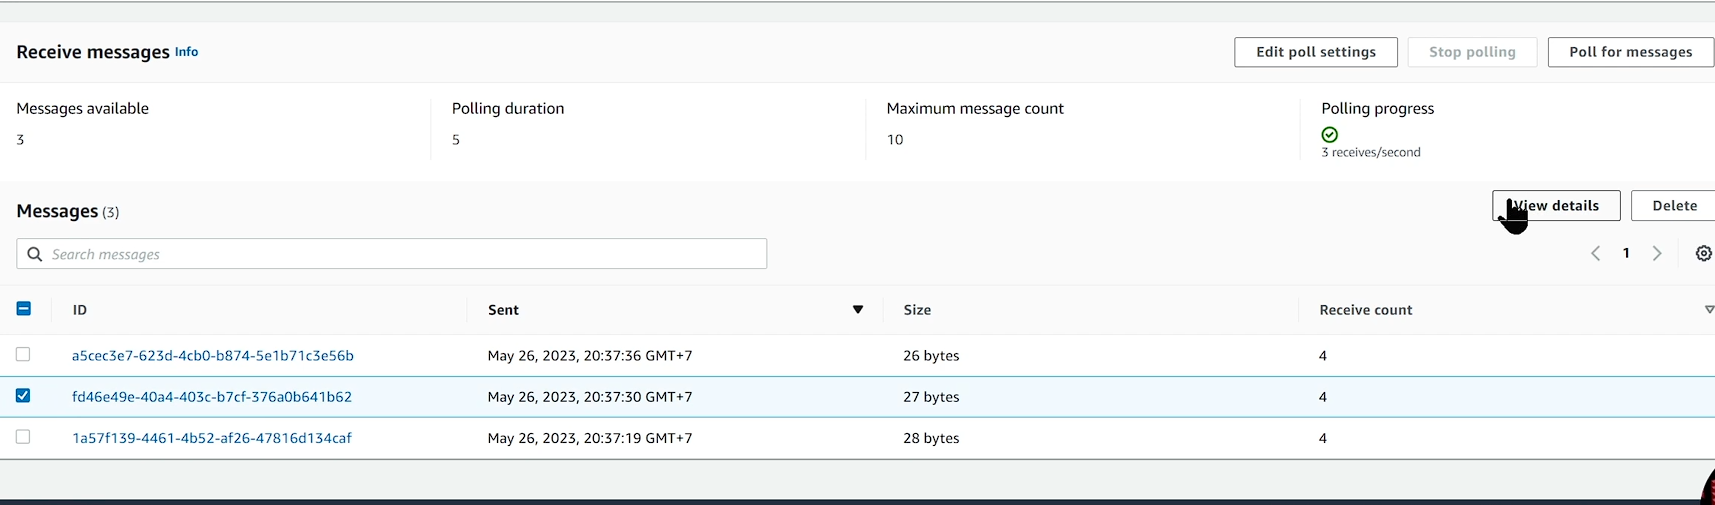 Receive messages Info
Edit poll settings
Stop polling
Poll for messages
Messages available
3
Polling duration
5
Maximum message count
10
Polling progress
3 receives/second
Messages (3)
View details
Delete
Search messages
1
ID Sent Size Receive count
a5cec3e7-623d-4cb0-b874-5e1b71c3e56b May 26, 2023, 20:37:36 GMT+7 26 bytes 4
fd46e49e-40a4-403c-b7cf-376a0b641b62 May 26, 2023, 20:37:30 GMT+7 27 bytes 4
1a57f139-4461-4b52-af26-47816d134caf May 26, 2023, 20:37:19 GMT+7 28 bytes 4